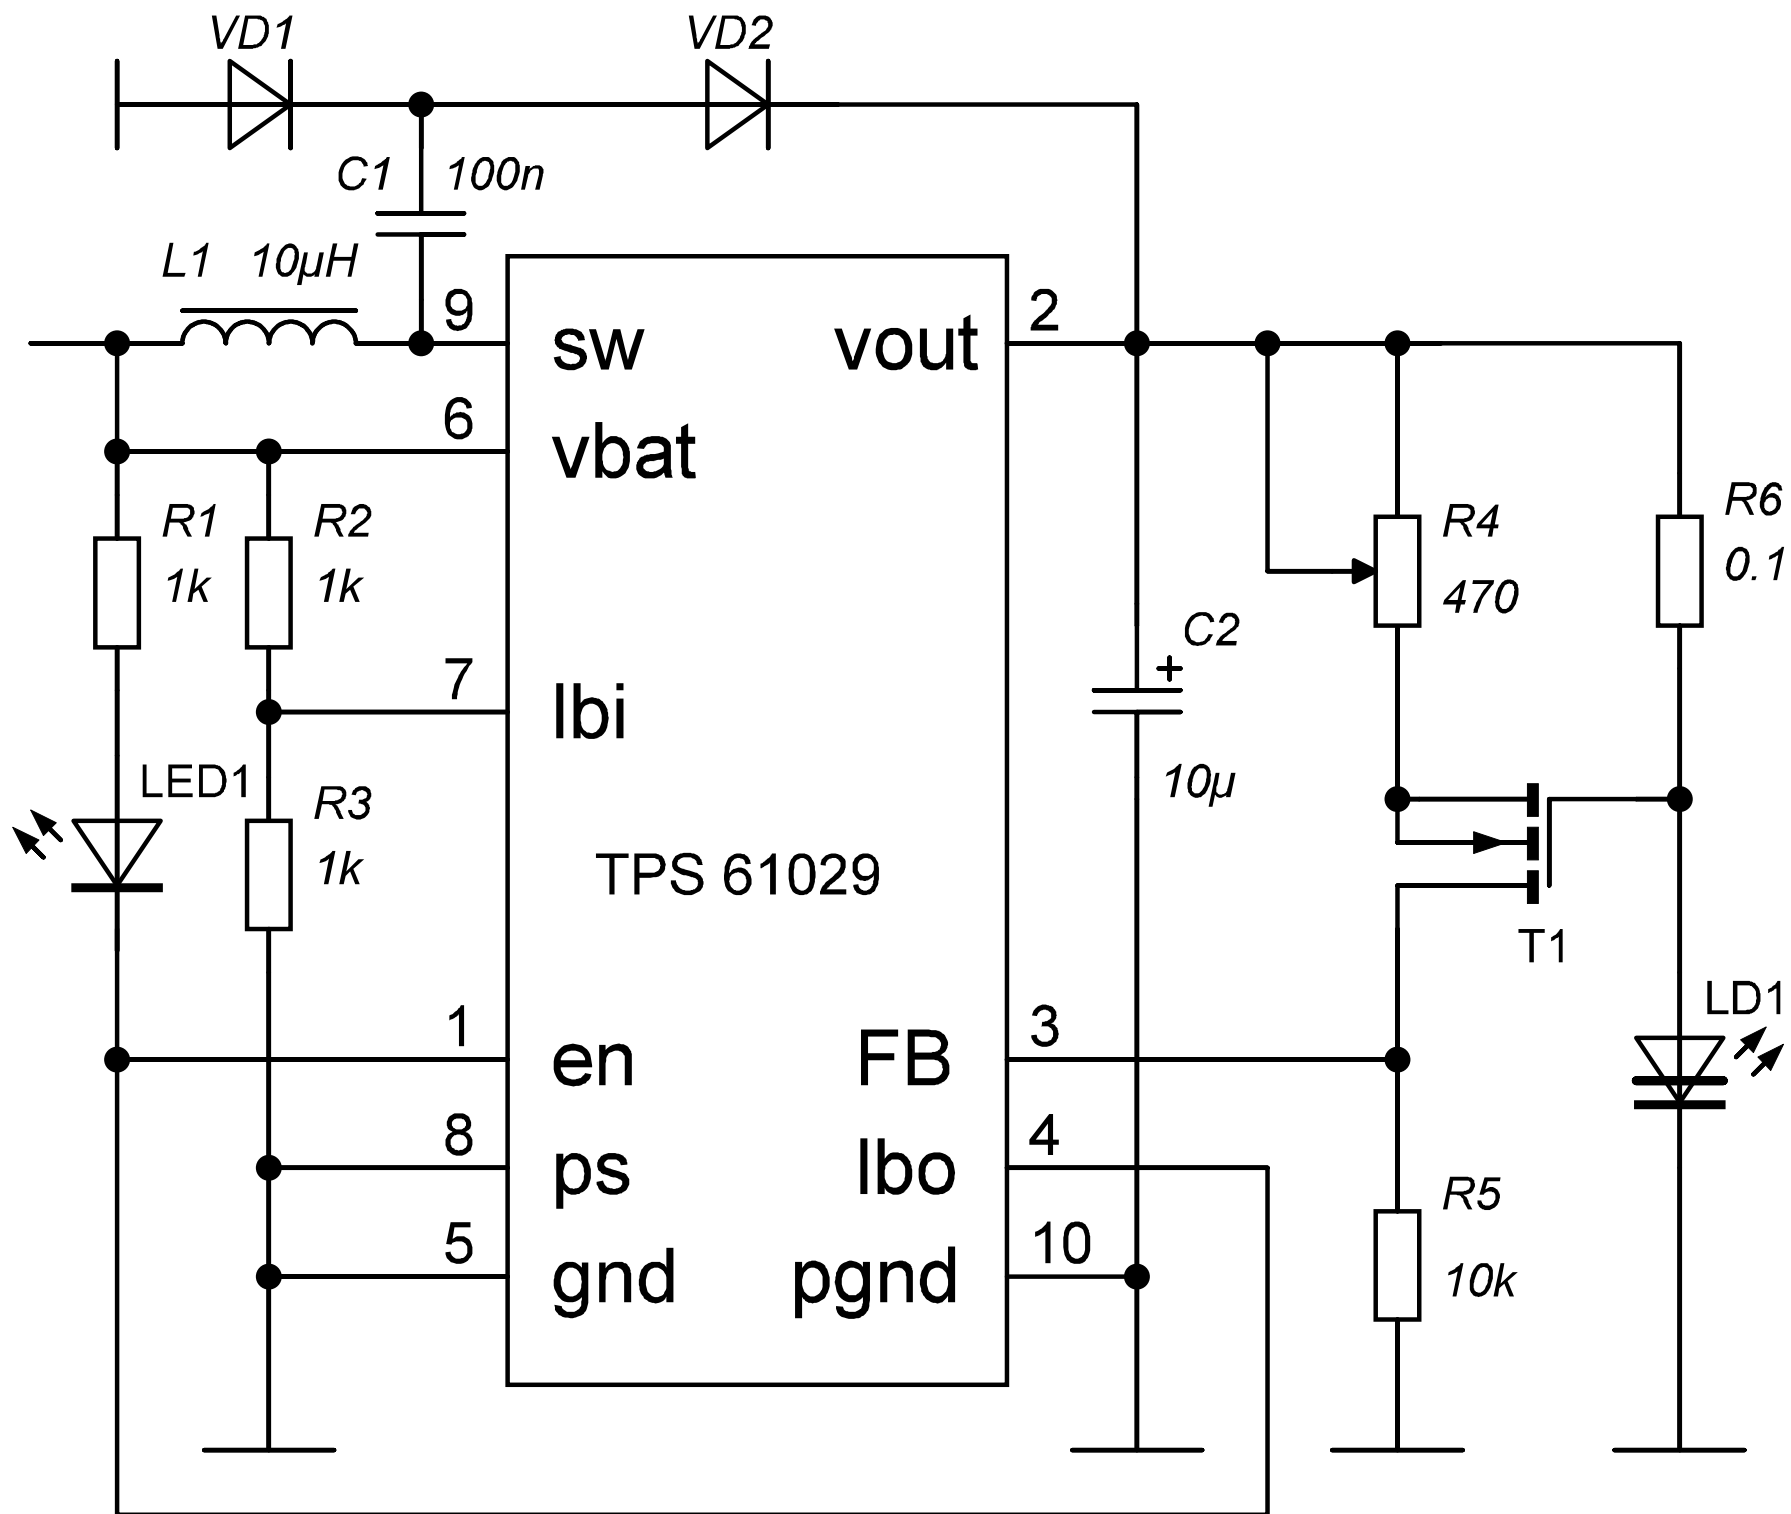 VD1 VD2
C1 100n
L1 10µH
9 sw vout 2
6 vbat
R1 1k
R2 1k
R4 470
R6 0.1
C2 + 10µ
7 lbi
LED1
R3 1k
TPS 61029
T1
LD1
1 en FB 3
8 ps lbo 4
5 gnd pgnd 10
R5 10k